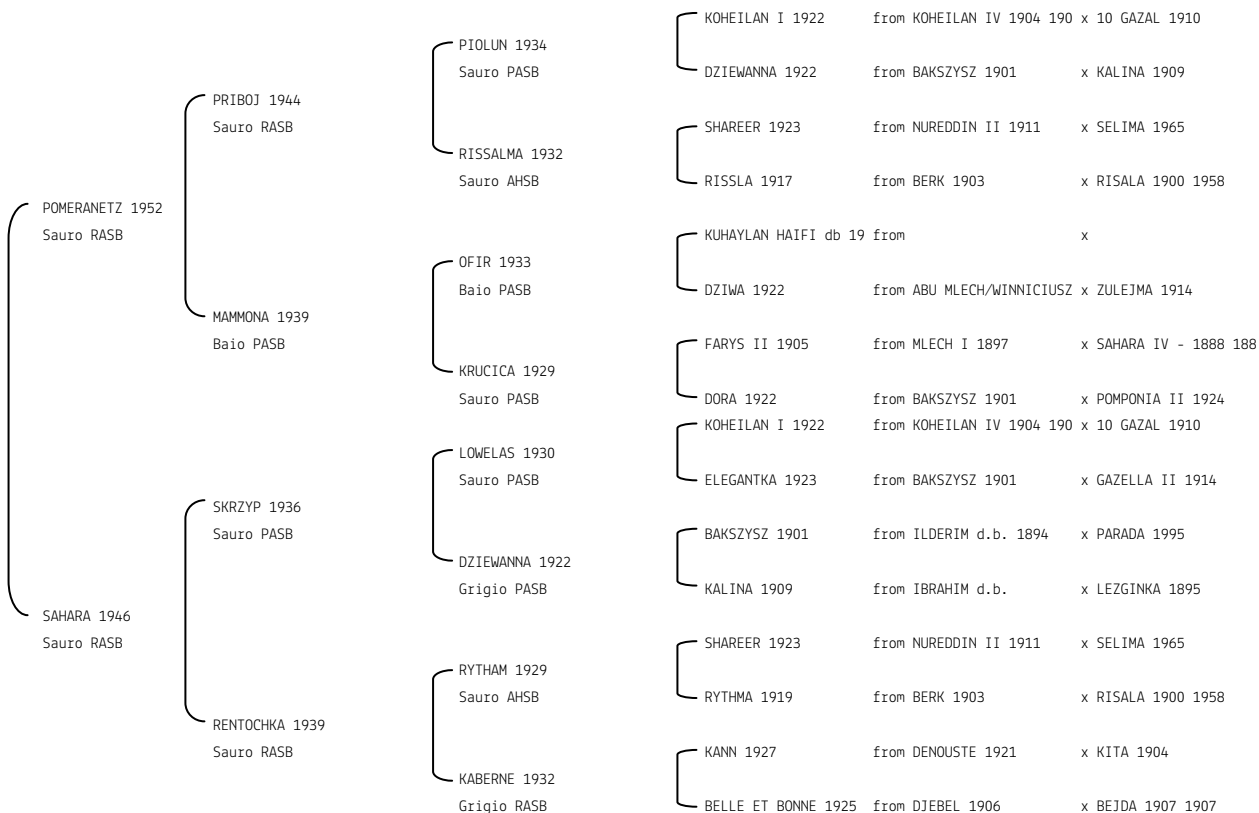 KOHEILAN I 1922 from KOHEILAN IV 1904 190 x 10 GAZAL 1910
PIOLUN 1934
Sauro PASB
DZIEWANNA 1922 from BAKSZYSZ 1901 x KALINA 1909
PRIBOJ 1944
Sauro RASB
SHAREER 1923 from NUREDDIN II 1911 x SELIMA 1965
RISSALMA 1932
Sauro AHSB
RISSLA 1917 from BERK 1903 x RISALA 1900 1958
POMERANETZ 1952
Sauro RASB
KUHAYLAN HAIFI db 19 from x
OFIR 1933
Baio PASB
DZIWA 1922 from ABU MLECH/WINNICIUSZ x ZULEJMA 1914
MAMMONA 1939
Baio PASB
FARYS II 1905 from MLECH I 1897 x SAHARA IV - 1888 188
KRUCICA 1929
Sauro PASB
DORA 1922 from BAKSZYSZ 1901 x POMPONIA II 1924
KOHEILAN I 1922 from KOHEILAN IV 1904 190 x 10 GAZAL 1910
LOWELAS 1930
Sauro PASB
ELEGANTKA 1923 from BAKSZYSZ 1901 x GAZELLA II 1914
SKRZYP 1936
Sauro PASB
BAKSZYSZ 1901 from ILDERIM d.b. 1894 x PARADA 1995
DZIEWANNA 1922
Grigio PASB
KALINA 1909 from IBRAHIM d.b. x LEZGINKA 1895
SAHARA 1946
Sauro RASB
SHAREER 1923 from NUREDDIN II 1911 x SELIMA 1965
RYTHAM 1929
Sauro AHSB
RYTHMA 1919 from BERK 1903 x RISALA 1900 1958
RENTOCHKA 1939
Sauro RASB
KANN 1927 from DENOUSTE 1921 x KITA 1904
KABERNE 1932
Grigio RASB
BELLE ET BONNE 1925 from DJEBEL 1906 x BEJDA 1907 1907